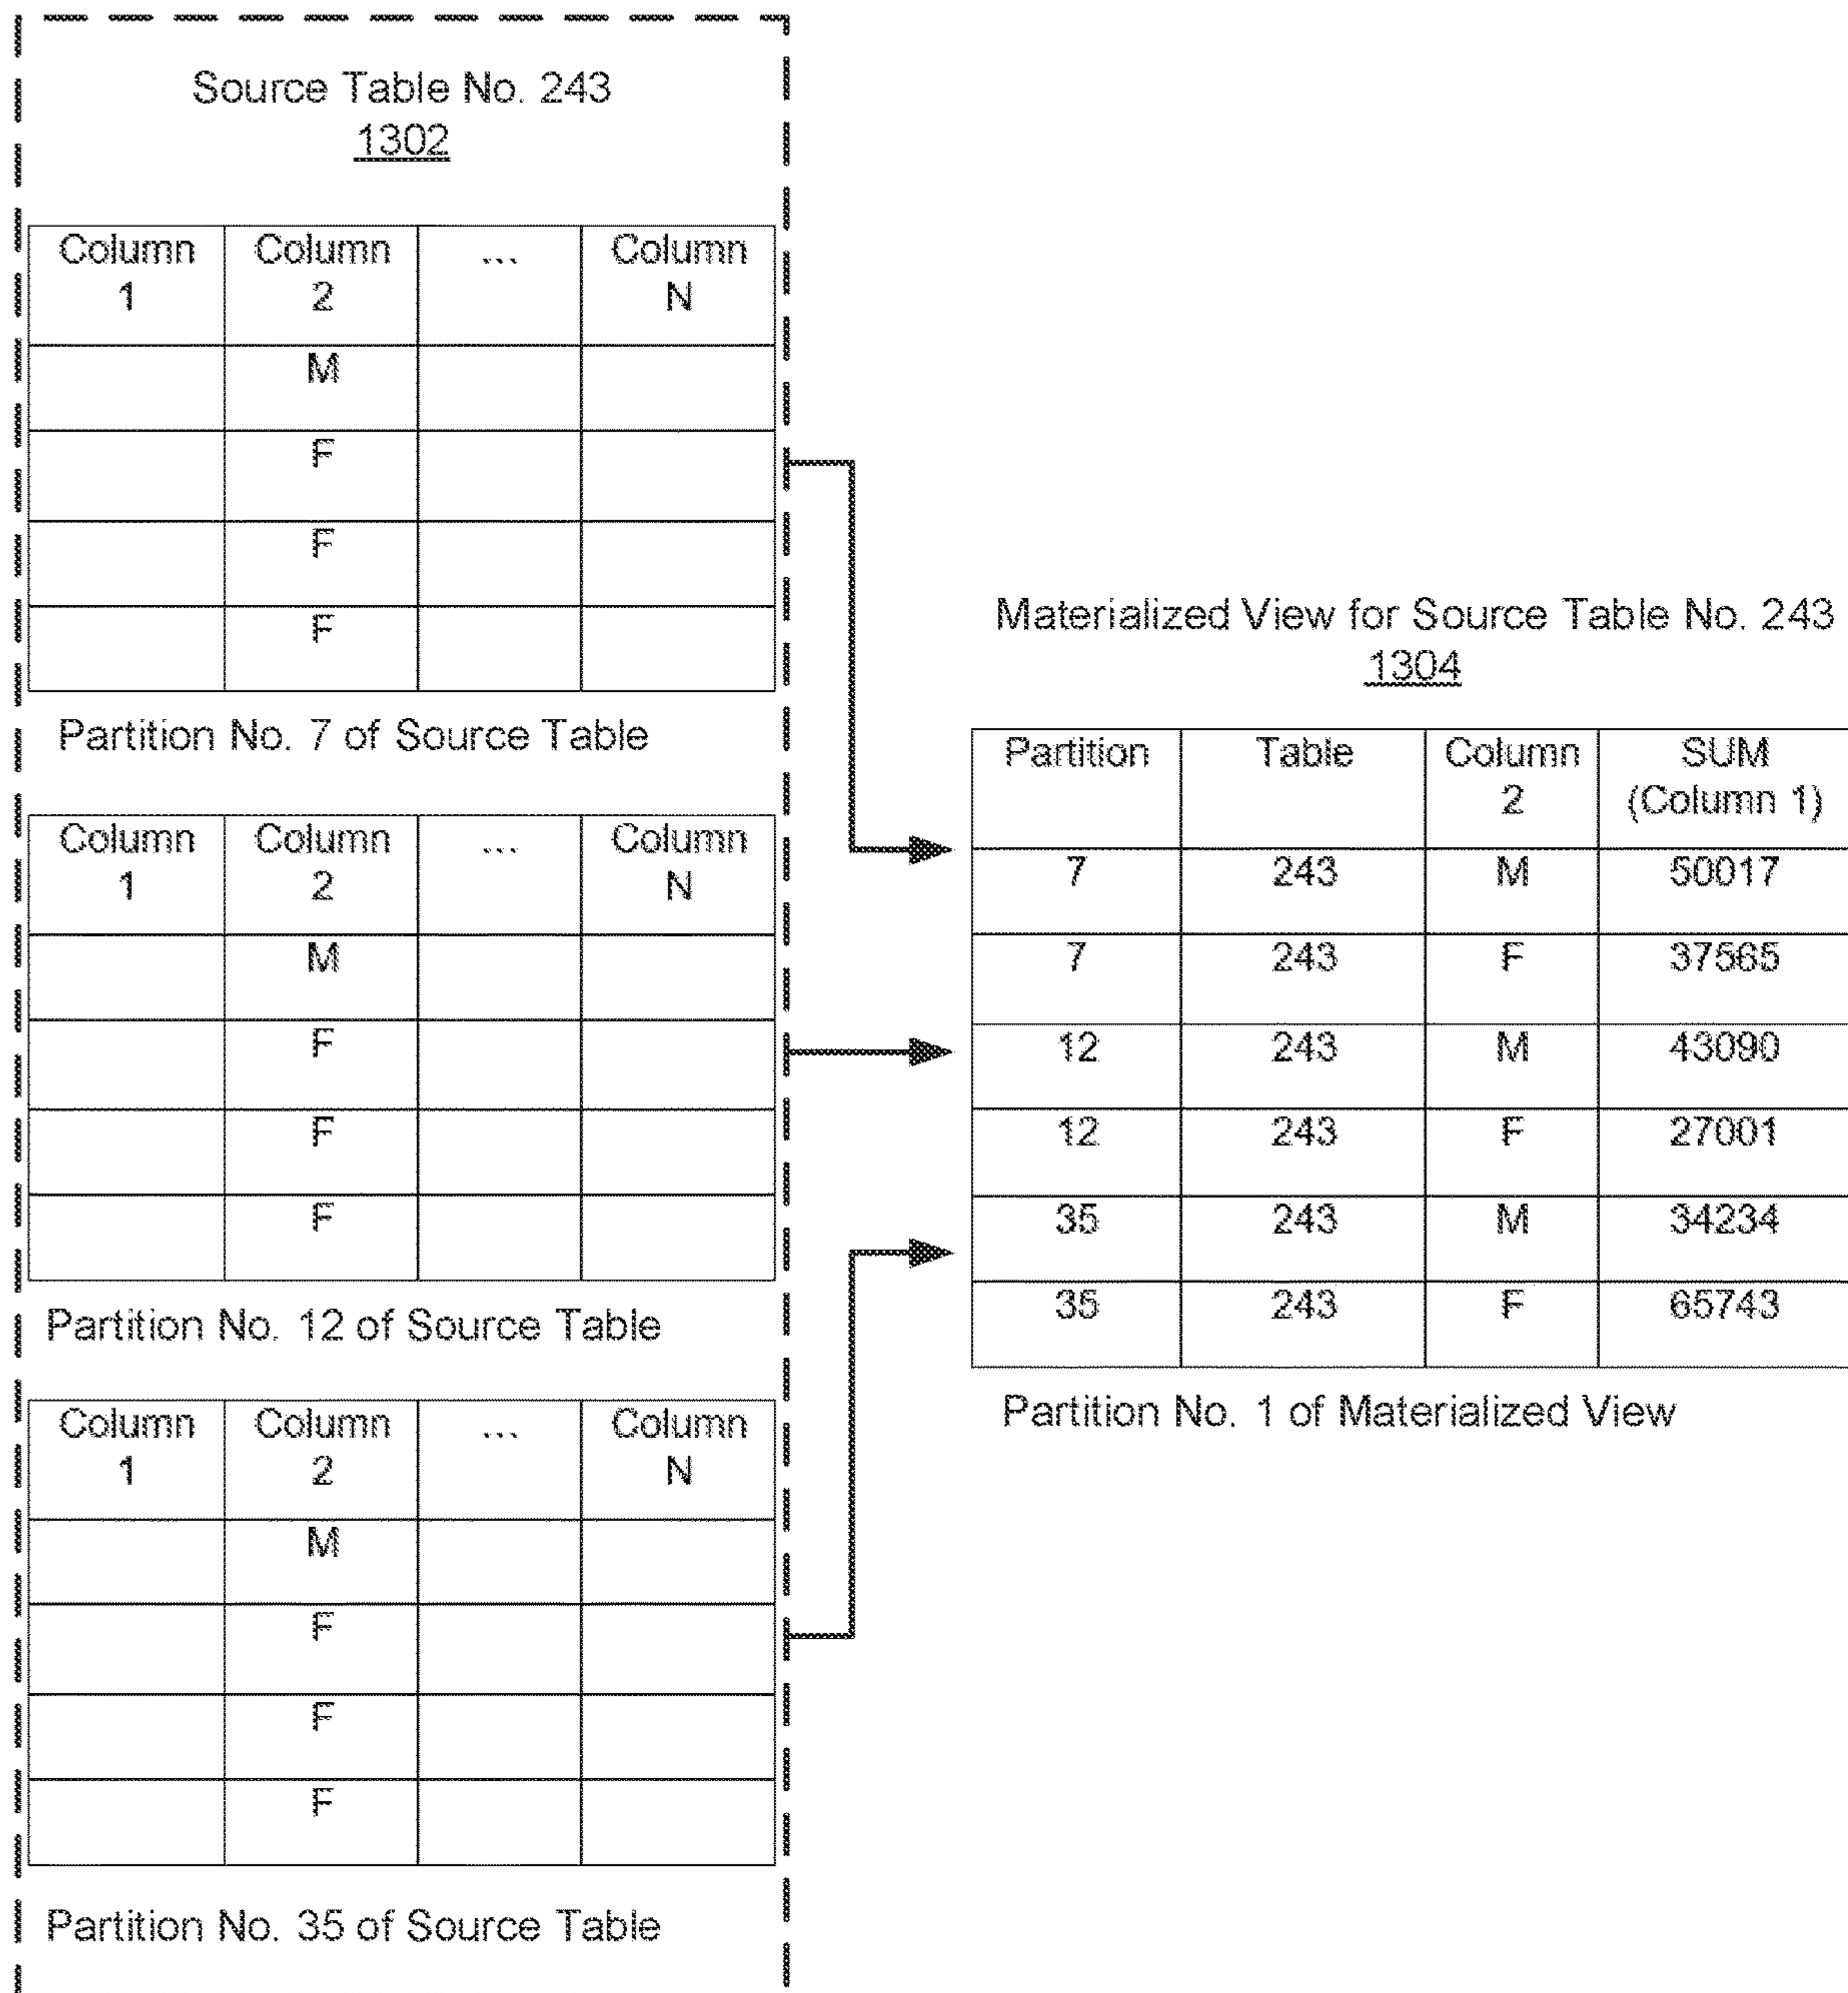 Source Table No. 243
1302
Column 1 Column 2 ... Column N
M
F
F
F
Partition No. 7 of Source Table
Column 1 Column 2 ... Column N
M
F
F
F
Partition No. 12 of Source Table
Column 1 Column 2 ... Column N
M
F
F
F
Partition No. 35 of Source Table
Materialized View for Source Table No. 243
1304
Partition Table Column 2 SUM (Column 1)
7 243 M 50017
7 243 F 37565
12 243 M 43090
12 243 F 27001
35 243 M 34234
35 243 F 65743
Partition No. 1 of Materialized View